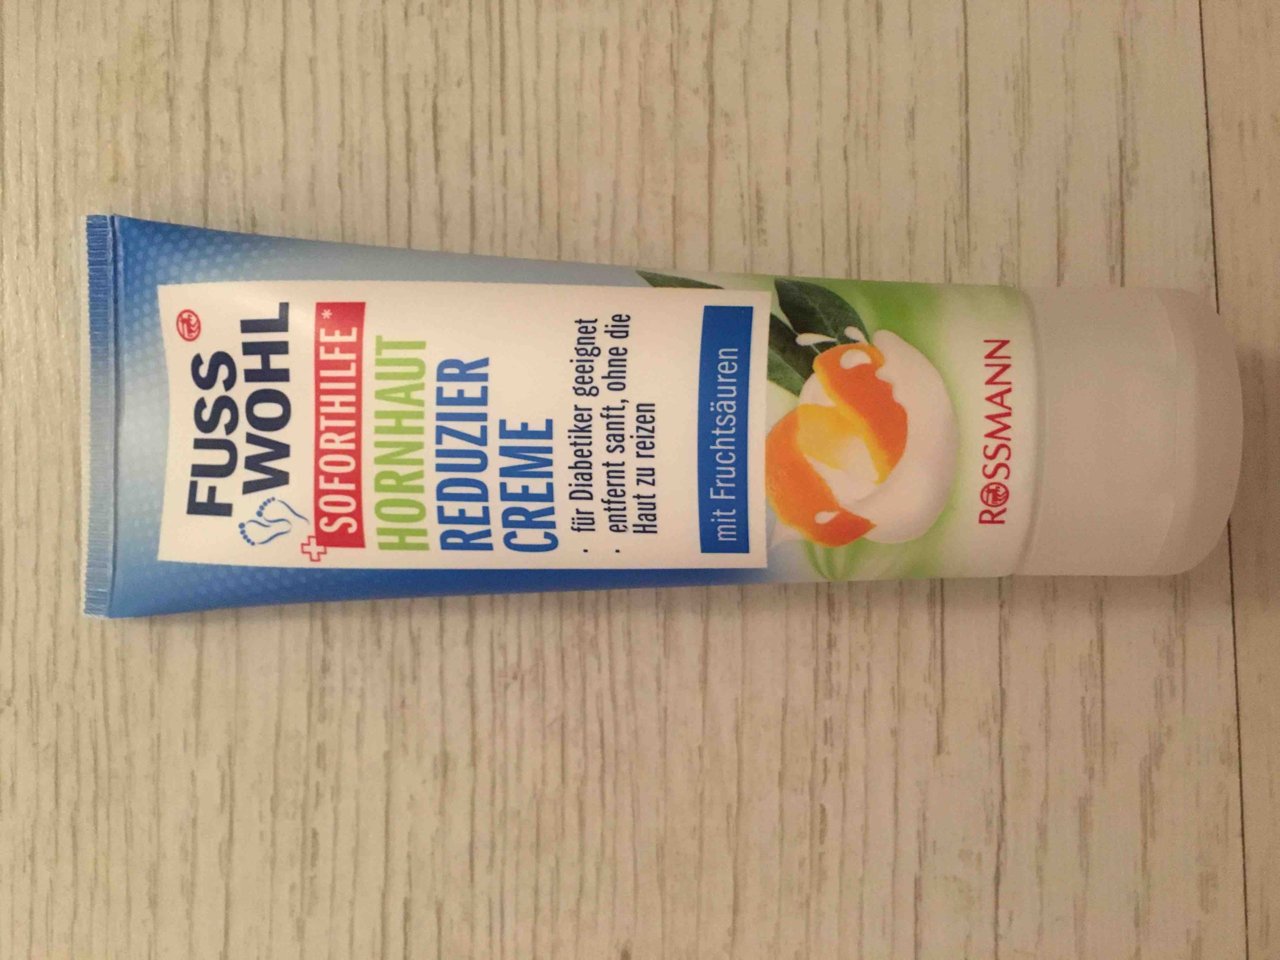 FUSS
WOHL
SOFORTHILFE*
HORNHAUT
REDUZIER
CREME
· für Diabetiker geeignet
· entfernt sanft, ohne die
Haut zu reizen
mit Fruchtsäuren
ROSSMANN